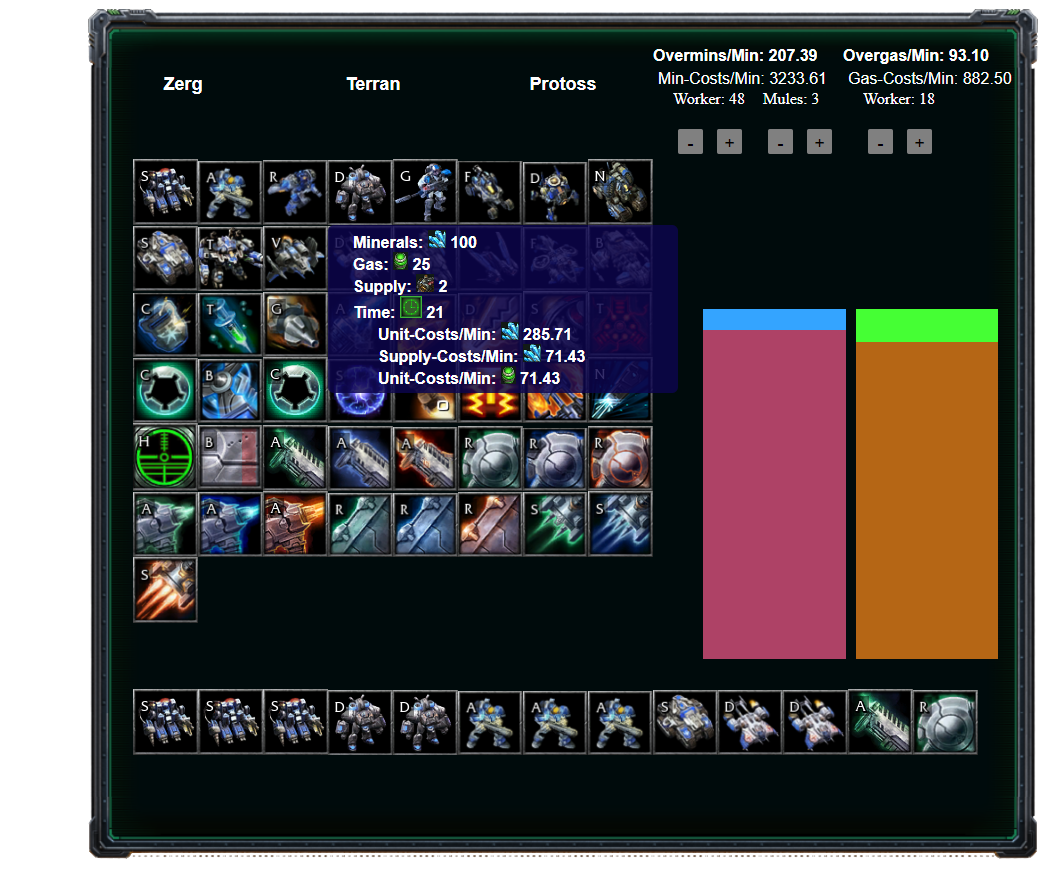 Overmins/Min: 207.39 Overgas/Min: 93.10
Zerg Terran Protoss Min-Costs/Min: 3233.61 Gas-Costs/Min: 882.50
Worker: 48 Mules: 3 Worker: 18
- + - + - +
S A R D G F D N
S T V
Minerals: 100
Gas: 25
Supply: 2
Time: 21
Unit-Costs/Min: 285.71
Supply-Costs/Min: 71.43
Unit-Costs/Min: 71.43
C T G
C B C
H B A A A R R R
A A A R R R S S
S
S S S D D A A A S D D A R